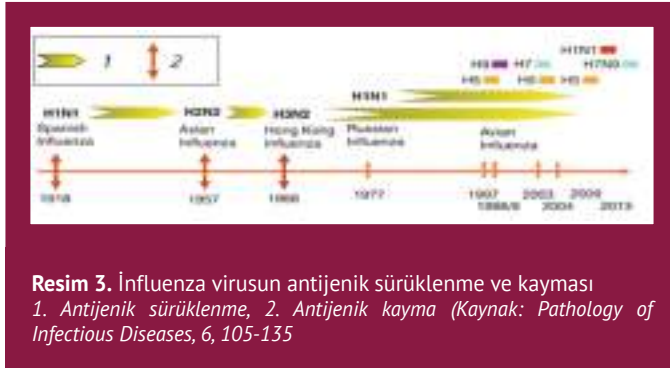 1 2
H1N1
H9 H7 H7N9
H5 H6 H5
H1N1
H1N1 H2N2 H3N2
Spanish Asian Hong Kong Russian Avian
Influenza Influenza Influenza Influenza Influenza
1918 1957 1968 1977 1997 2003 2009
1998/9 2004 2013
Resim 3. İnfluenza virusun antijenik sürüklenme ve kayması
1. Antijenik sürüklenme, 2. Antijenik kayma (Kaynak: Pathology of
Infectious Diseases, 6, 105-135